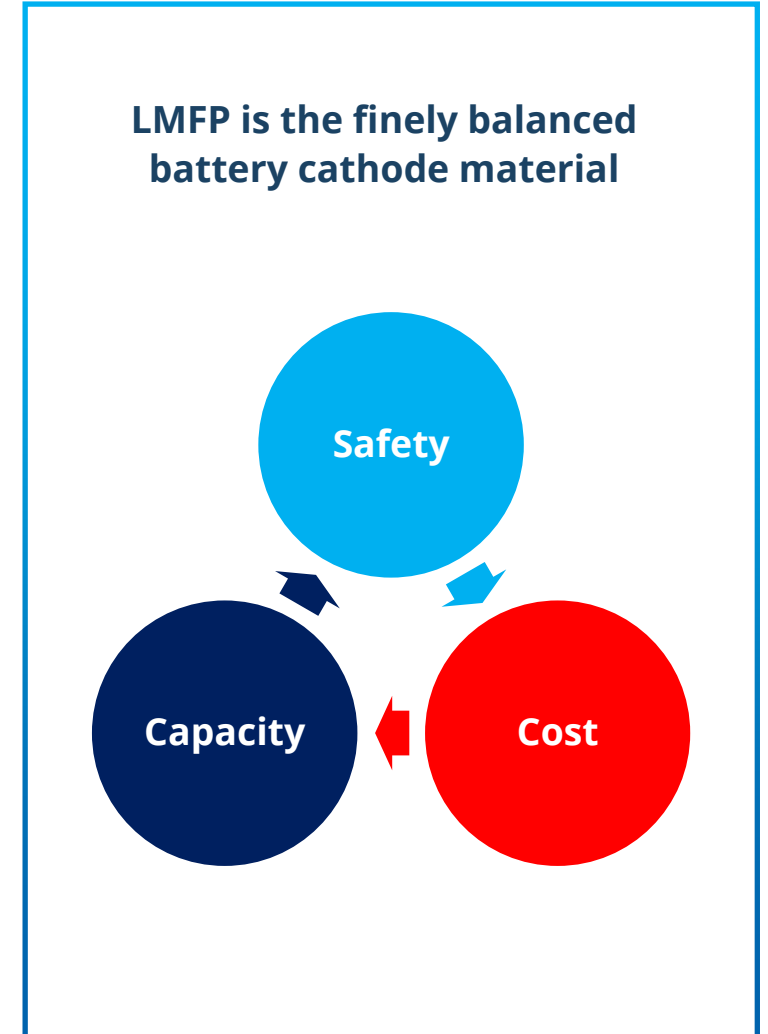 LMFP is the finely balanced
battery cathode material
Safety
Capacity
Cost